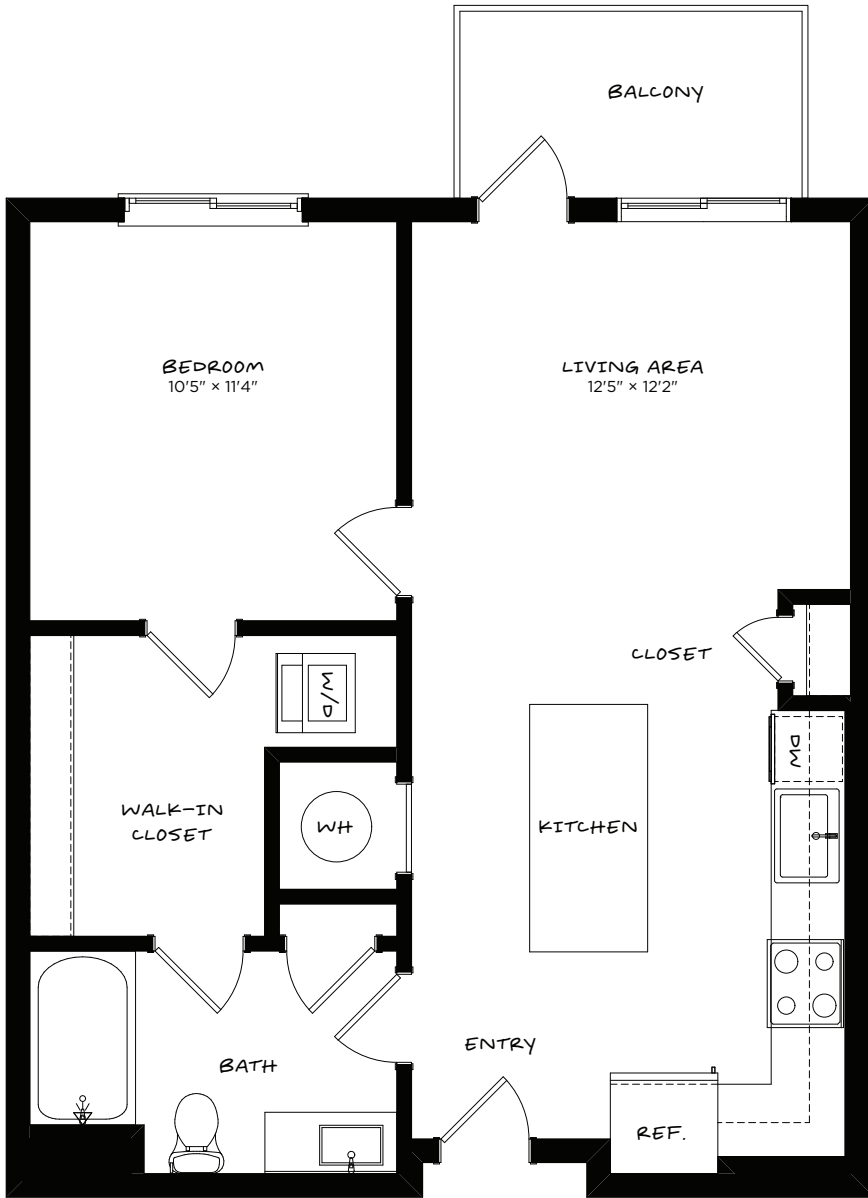 BALCONY
BEDROOM
10'5" × 11'4"
LIVING AREA
12'5" × 12'2"
CLOSET
W/D
DW
WALK-IN
CLOSET
WH
KITCHEN
ENTRY
BATH
REF.